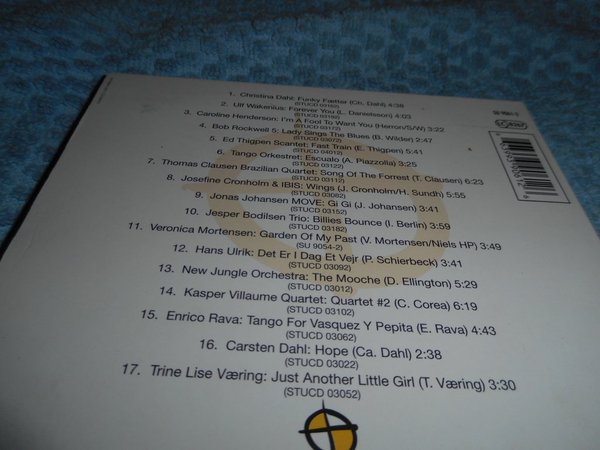 1. Christina Dahl: Funky Fætter (Ch. Dahl) 4:38
(STUCD 03162)
2. Ulf Wakenius: Forever You (L. Danielsson) 4:03
(STUCD 03192)
3. Caroline Henderson: I'm A Fool To Want You (Herron/S/W) 3:22
(STUCD 03172)
4. Bob Rockwell 5: Lady Sings The Blues (B. Wilder) 2:47
(STUCD 03072)
5. Ed Thigpen Scantet: Fast Train (E. Thigpen) 5:41
(STUCD 04012)
6. Tango Orkestret: Escualo (A. Piazzolla) 3:25
(STUCD 03122)
7. Thomas Clausen Brazilian Quartet: Song Of The Forrest (T. Clausen) 6:23
8. Josefine Cronholm & IBIS: Wings (J. Cronholm/H. Sundh) 5:55
(STUCD 03082)
9. Jonas Johansen MOVE: Gi Gi (J. Johansen) 3:41
(STUCD 03152)
10. Jesper Bodilsen Trio: Billies Bounce (I. Berlin) 3:59
(STUCD 03182)
11. Veronica Mortensen: Garden Of My Past (V. Mortensen/Niels HP) 3:49
(SU 9054-2)
12. Hans Ulrik: Det Er I Dag Et Vejr (P. Schierbeck) 3:41
(STUCD 03092)
13. New Jungle Orchestra: The Mooche (D. Ellington) 5:29
(STUCD 03012)
14. Kasper Villaume Quartet: Quartet #2 (C. Corea) 6:19
(STUCD 03102)
15. Enrico Rava: Tango For Vasquez Y Pepita (E. Rava) 4:43
(STUCD 03062)
16. Carsten Dahl: Hope (Ca. Dahl) 2:38
(STUCD 03022)
17. Trine Lise Væring: Just Another Little Girl (T. Væring) 3:30
(STUCD 03052)